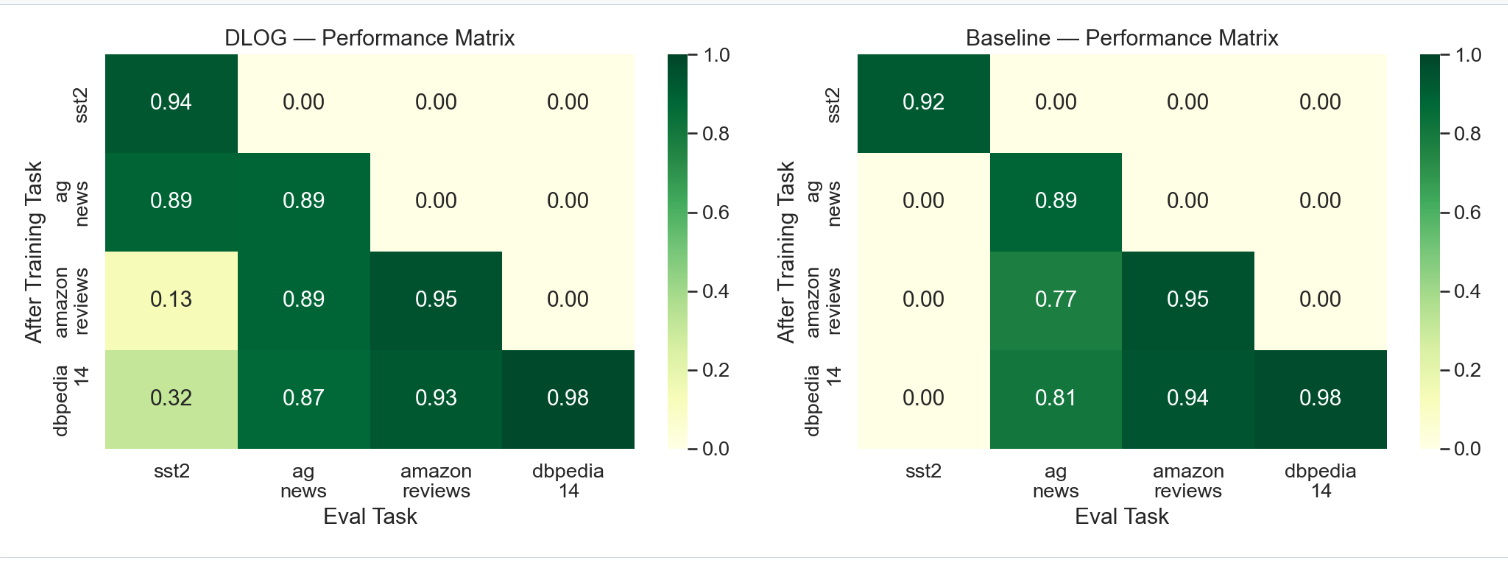 DLOG — Performance Matrix
After Training Task
sst2
0.94 0.00 0.00 0.00
ag
news
0.89 0.89 0.00 0.00
amazon
reviews
0.13 0.89 0.95 0.00
dbpedia
14
0.32 0.87 0.93 0.98
sst2
ag
news
amazon
reviews
dbpedia
14
Eval Task
1.0
0.8
0.6
0.4
0.2
0.0
Baseline — Performance Matrix
After Training Task
sst2
0.92 0.00 0.00 0.00
ag
news
0.00 0.89 0.00 0.00
amazon
reviews
0.00 0.77 0.95 0.00
dbpedia
14
0.00 0.81 0.94 0.98
sst2
ag
news
amazon
reviews
dbpedia
14
Eval Task
1.0
0.8
0.6
0.4
0.2
0.0